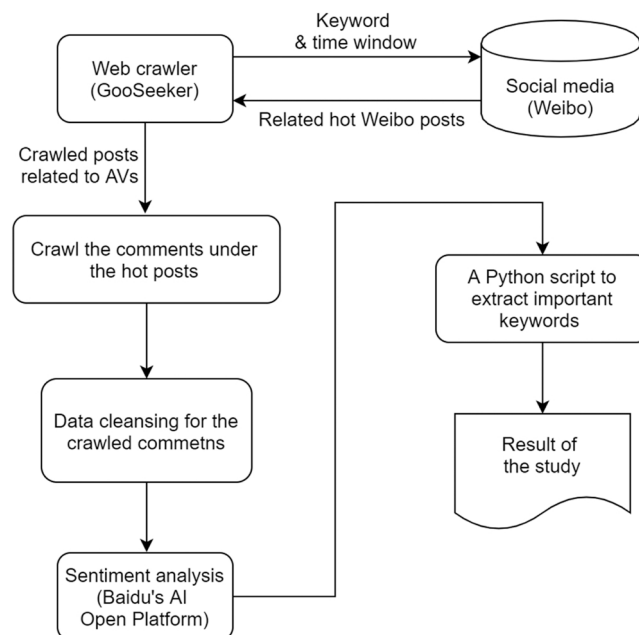 Keyword
& time window
Web crawler
(GooSeeker)
Social media
(Weibo)
Related hot Weibo posts
Crawled posts
related to AVs
Crawl the comments under
the hot posts
A Python script to
extract important
keywords
Data cleansing for the
crawled commetns
Result of
the study
Sentiment analysis
(Baidu's AI
Open Platform)